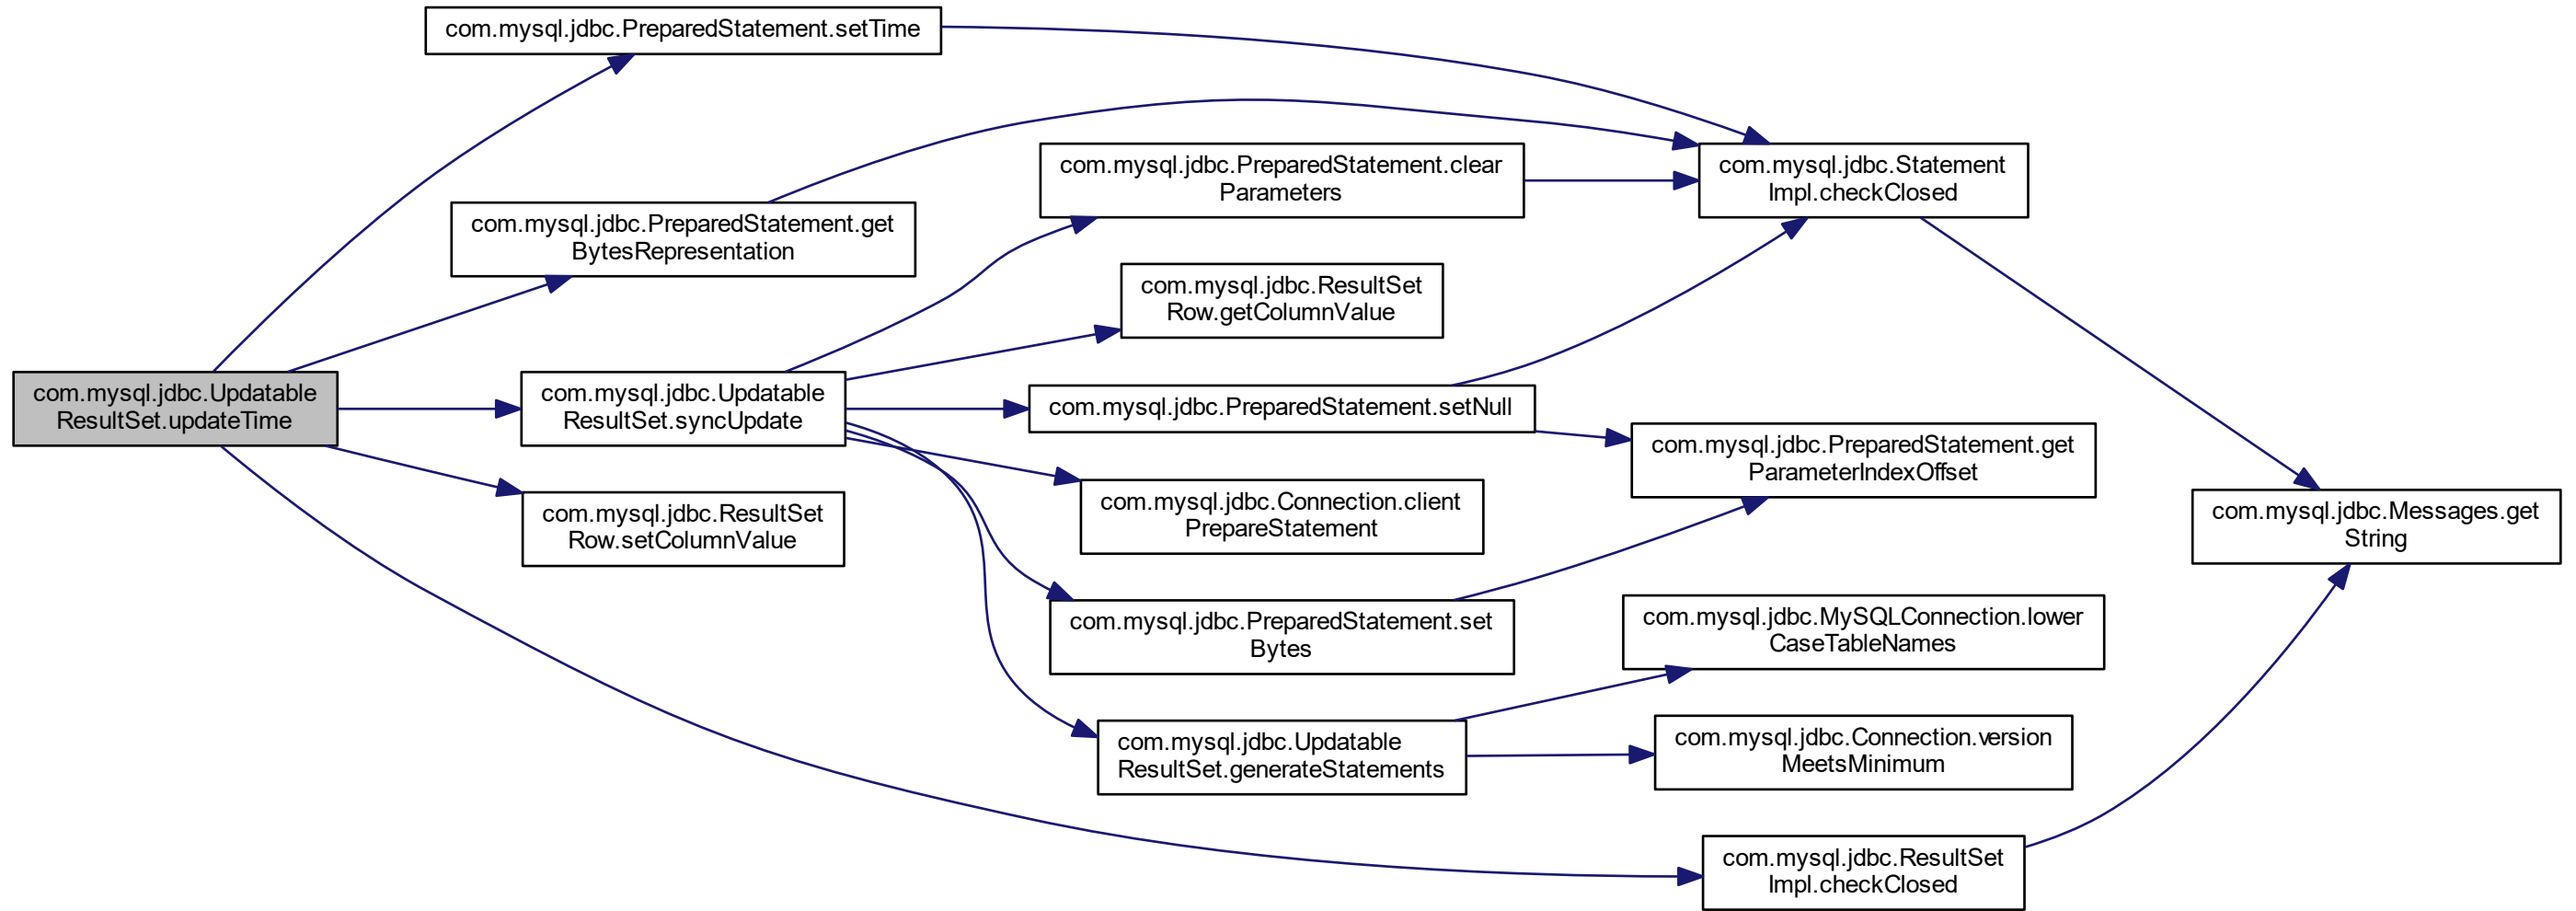 com.mysql.jdbc.PreparedStatement.setTime
com.mysql.jdbc.PreparedStatement.clear
Parameters
com.mysql.jdbc.Statement
Impl.checkClosed
com.mysql.jdbc.PreparedStatement.get
BytesRepresentation
com.mysql.jdbc.ResultSet
Row.getColumnValue
com.mysql.jdbc.Updatable
ResultSet.updateTime
com.mysql.jdbc.Updatable
ResultSet.syncUpdate
com.mysql.jdbc.PreparedStatement.setNull
com.mysql.jdbc.PreparedStatement.get
ParameterIndexOffset
com.mysql.jdbc.ResultSet
Row.setColumnValue
com.mysql.jdbc.Connection.client
PrepareStatement
com.mysql.jdbc.Messages.get
String
com.mysql.jdbc.PreparedStatement.set
Bytes
com.mysql.jdbc.MySQLConnection.lower
CaseTableNames
com.mysql.jdbc.Updatable
ResultSet.generateStatements
com.mysql.jdbc.Connection.version
MeetsMinimum
com.mysql.jdbc.ResultSet
Impl.checkClosed